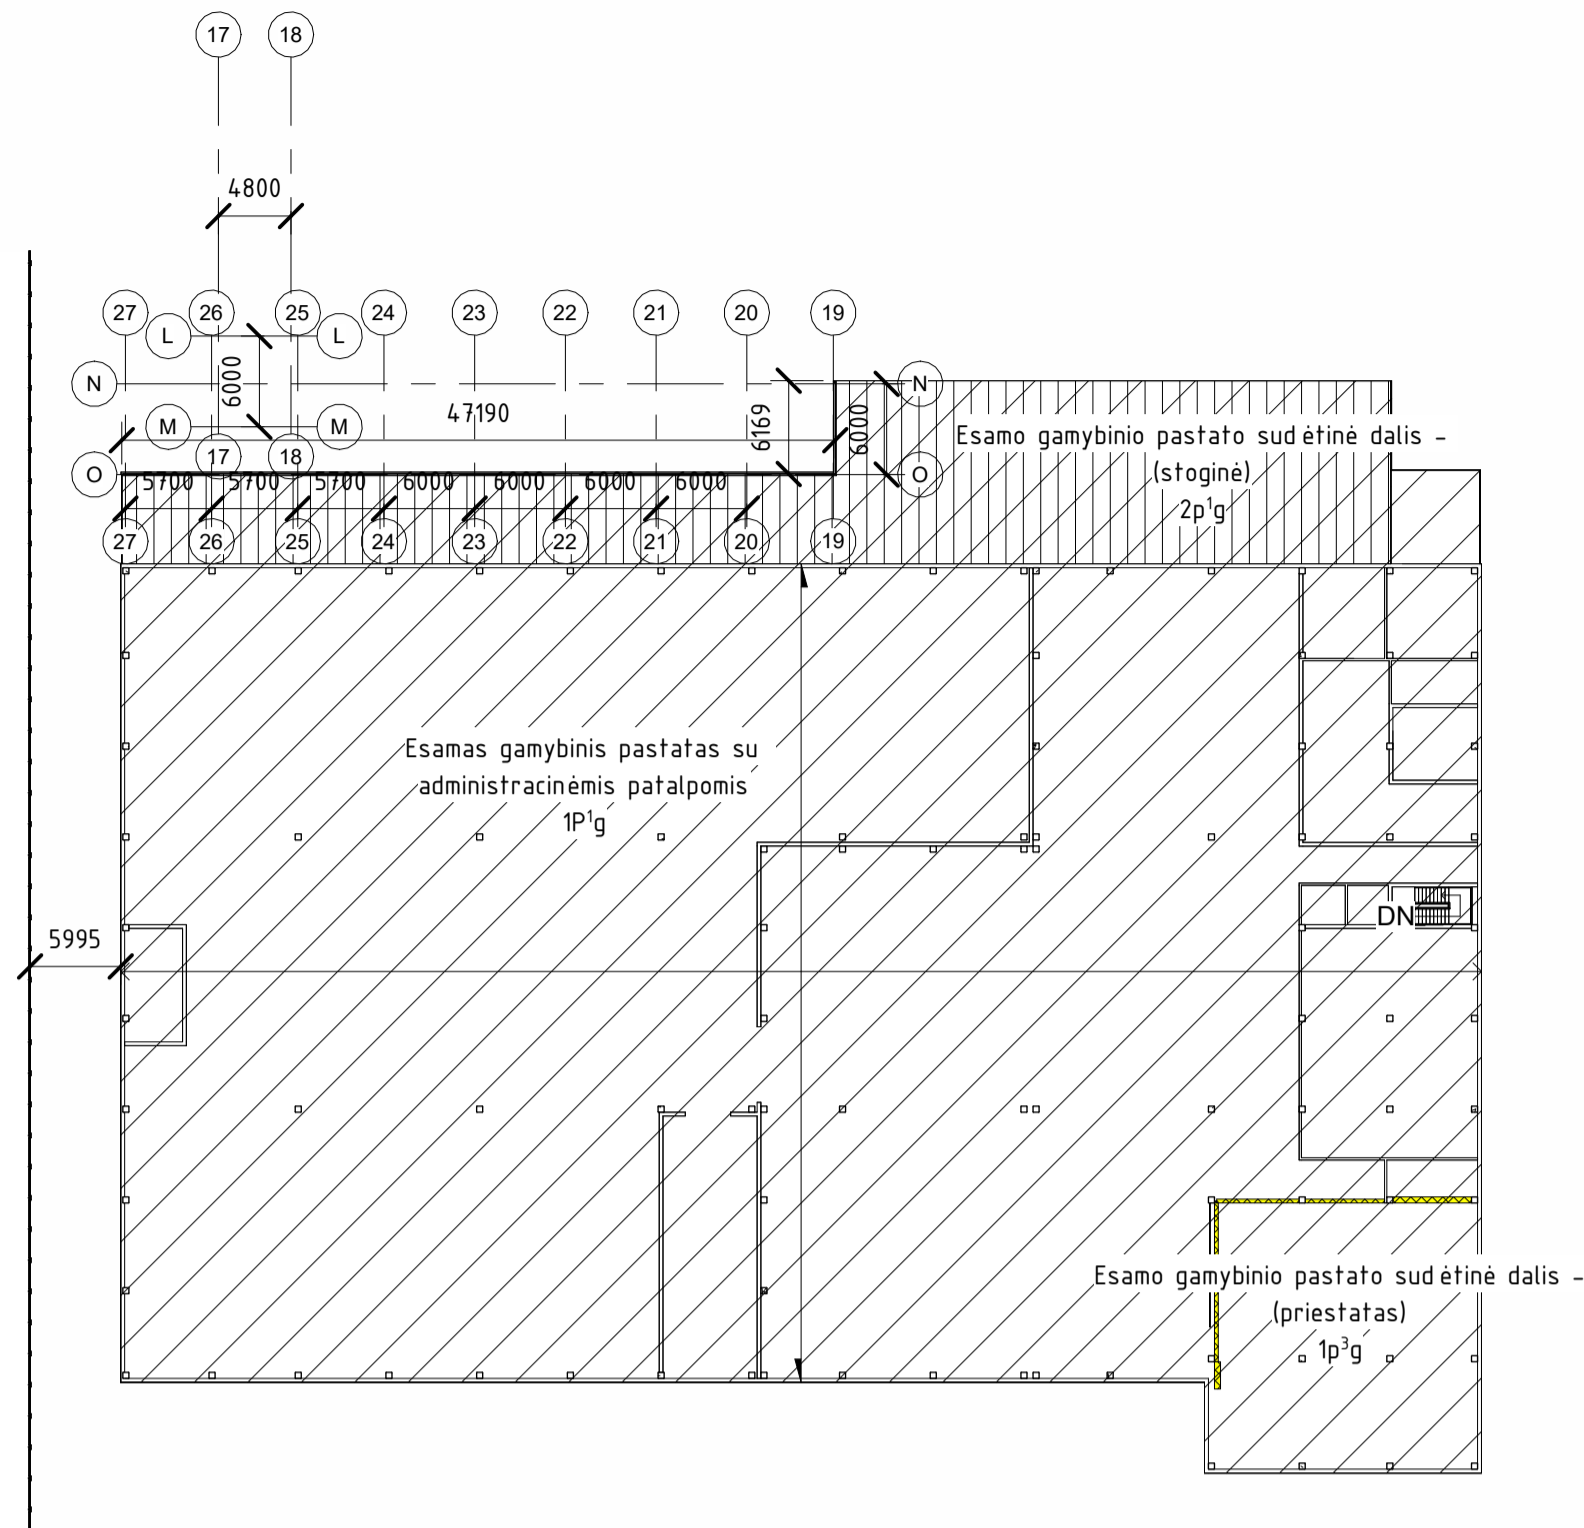 17 18
4800
27 26 25 24 23 22 21 20 19
L L
6000
N N
47190
6169
6000
M M
17 18
O O
5700 5700 5700 6000 6000 6000 6000
27 26 25 24 23 22 21 20 19
Esamo gamybinio pastato sudėtinė dalis -
(stoginė)
2p¹g
Esamas gamybinis pastatas su
administracinėmis patalpomis
1P¹g
DN
5995
Esamo gamybinio pastato sudėtinė dalis -
(priestatas)
1p³g